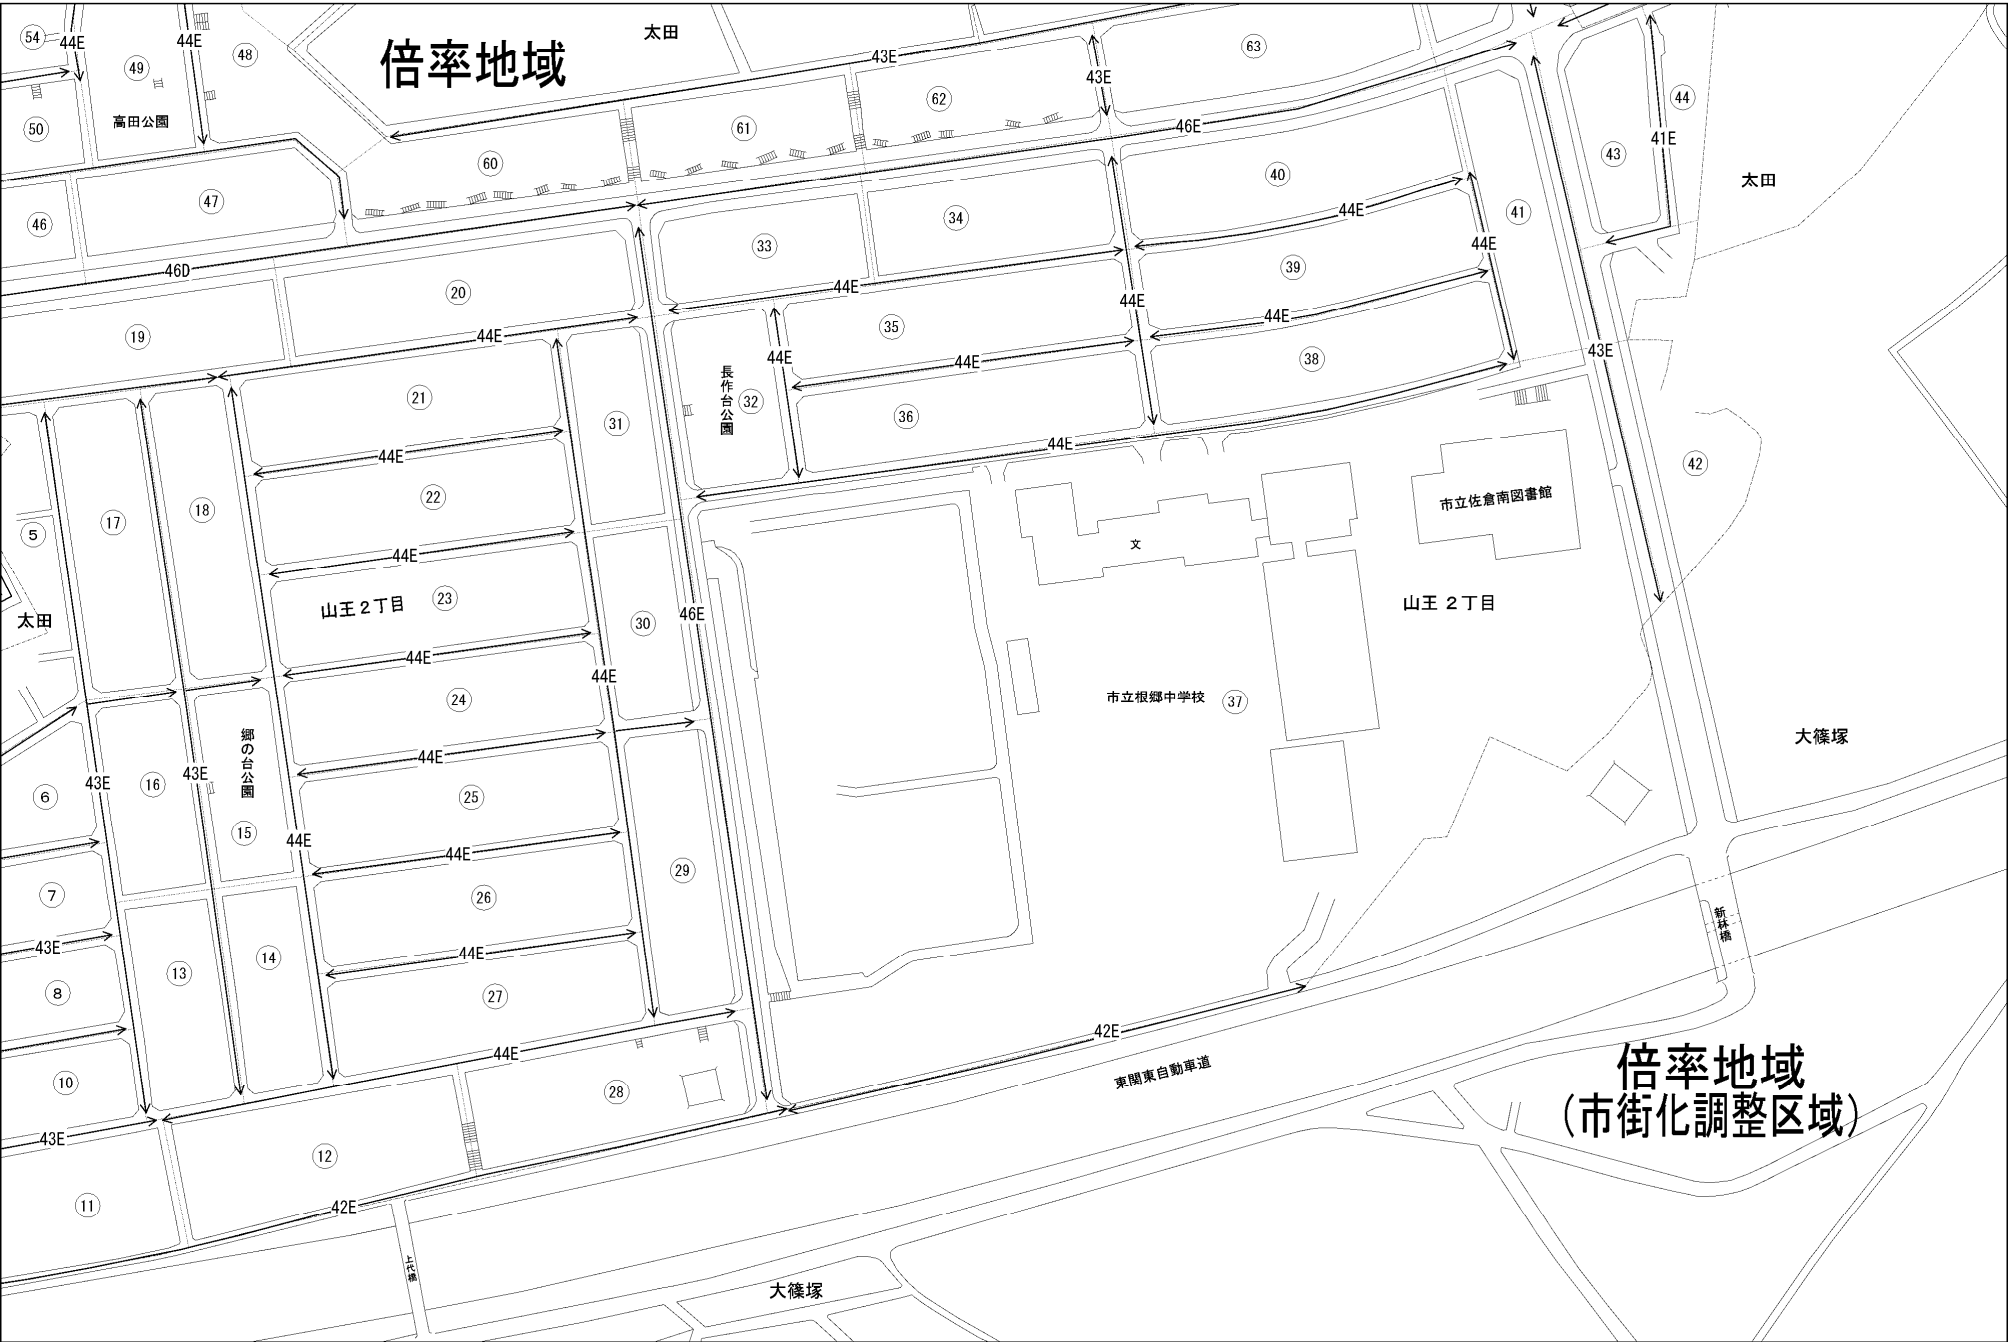 太田
倍率地域
63
54
44E
44E
48
49
43E
43E
62
44
高田公園
50
61
46E
41E
43
60
40
太田
47
44E
41
46
34
33
44E
46D
39
44E
44E
20
44E
35
19
44E
43E
44E
44E
38
21
長作台公園
32
36
31
44E
44E
42
22
市立佐倉南図書館
18
17
5
文
44E
山王２丁目
23
山王 ２丁目
太田
46E
30
44E
44E
24
市立根郷中学校
37
郷の台公園
大篠塚
44E
43E
43E
16
6
25
15
44E
44E
29
7
26
新林橋
43E
44E
14
13
8
27
42E
44E
倍率地域
東関東自動車道
10
28
（市街化調整区域）
43E
12
11
42E
上代橋
大篠塚